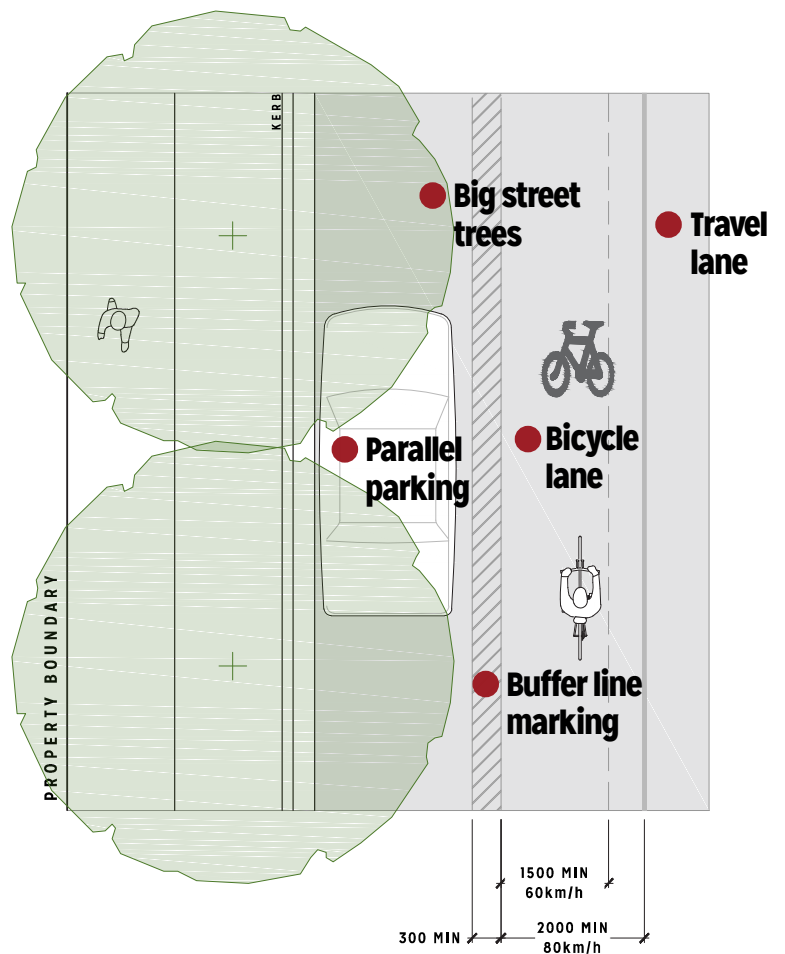 KERB
Big street
trees
Travel
lane
Parallel
parking
Bicycle
lane
PROPERTY BOUNDARY
Buffer line
marking
1500 MIN
60km/h
300 MIN
2000 MIN
80km/h